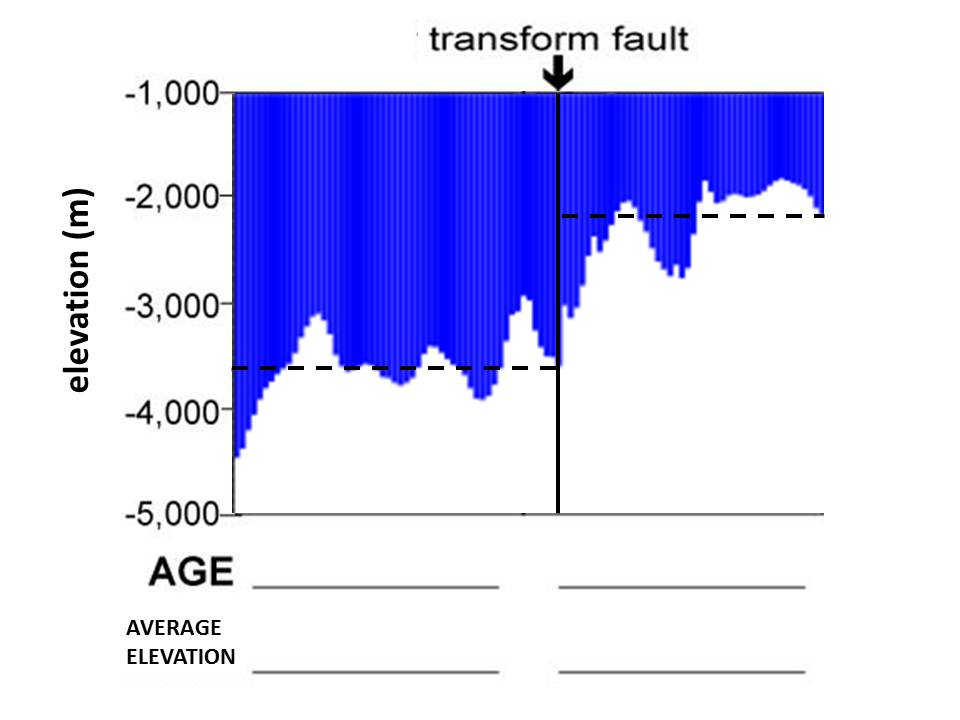 transform fault
-1,000
-2,000
-3,000
-4,000
-5,000
elevation (m)
AGE
AVERAGE
ELEVATION